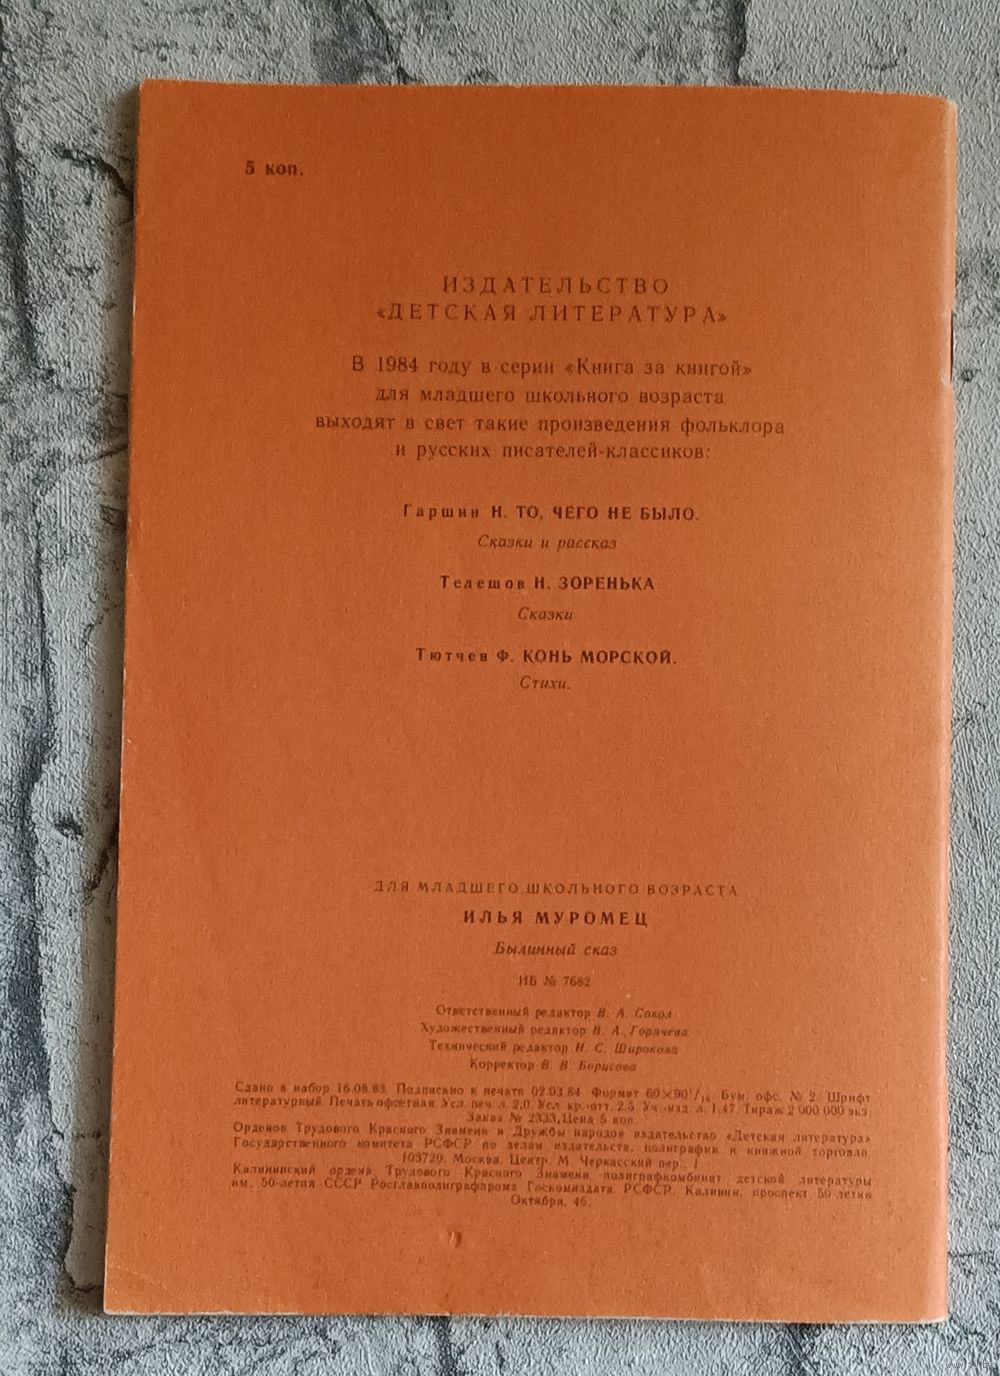 5 коп.
ИЗДАТЕЛЬСТВО
«ДЕТСКАЯ ЛИТЕРАТУРА»
В 1984 году в серии «Книга за книгой»
для младшего школьного возраста
выходят в свет такие произведения фольклора
и русских писателей-классиков:
Гаршин Н. ТО, ЧЕГО НЕ БЫЛО.
Сказки и рассказ
Телешов Н. ЗОРЕНЬКА
Сказки
Тютчев Ф. КОНЬ МОРСКОЙ.
Стихи.
ДЛЯ МЛАДШЕГО ШКОЛЬНОГО ВОЗРАСТА
ИЛЬЯ МУРОМЕЦ
Былинный сказ
ИБ № 7682
Ответственный редактор В. А. Сокол
Художественный редактор В. А. Горячева
Технический редактор И. С. Широкова
Корректор В. В. Борисова
Сдано в набор 16.08.83. Подписано к печати 02.03.84. Формат 60×90¹/₁₆. Бум. офс. № 2. Шрифт
литературный. Печать офсетная. Усл. печ. л. 2,0. Усл. кр.-отт. 2,5. Уч.-изд. л. 1,47. Тираж 2 000 000 экз.
Заказ № 2333. Цена 5 коп.
Орденов Трудового Красного Знамени и Дружбы народов издательство «Детская литература»
Государственного комитета РСФСР по делам издательств, полиграфии и книжной торговли.
103720, Москва, Центр, М. Черкасский пер., 1
Калининский ордена Трудового Красного Знамени полиграфкомбинат детской литературы
им. 50-летия СССР Росглавполиграфпрома Госкомиздата РСФСР. Калинин, проспект 50-летия
Октября, 46.